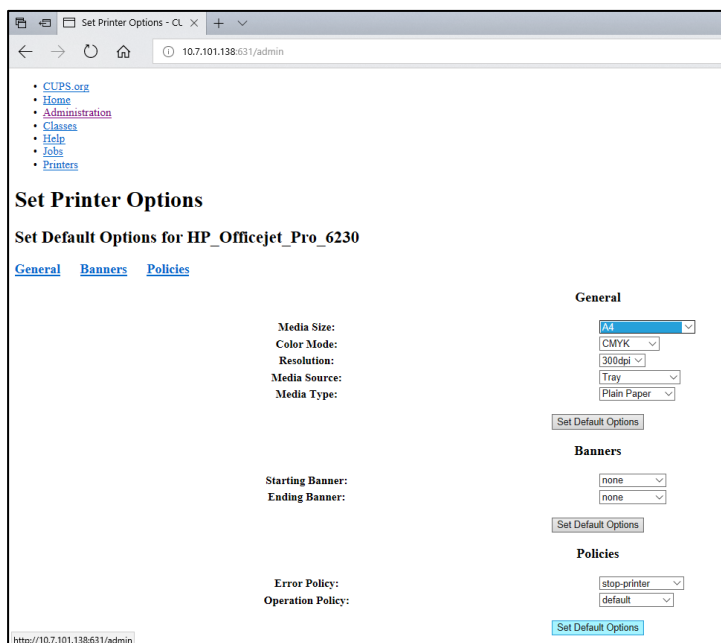 Set Printer Options - CU
10.7.101.138:631/admin
CUPS.org
Home
Administration
Classes
Help
Jobs
Printers
Set Printer Options
Set Default Options for HP_Officejet_Pro_6230
General Banners Policies
General
Media Size: A4
Color Mode: CMYK
Resolution: 300dpi
Media Source: Tray
Media Type: Plain Paper
Set Default Options
Banners
Starting Banner: none
Ending Banner: none
Set Default Options
Policies
Error Policy: stop-printer
Operation Policy: default
Set Default Options
http://10.7.101.138:631/admin